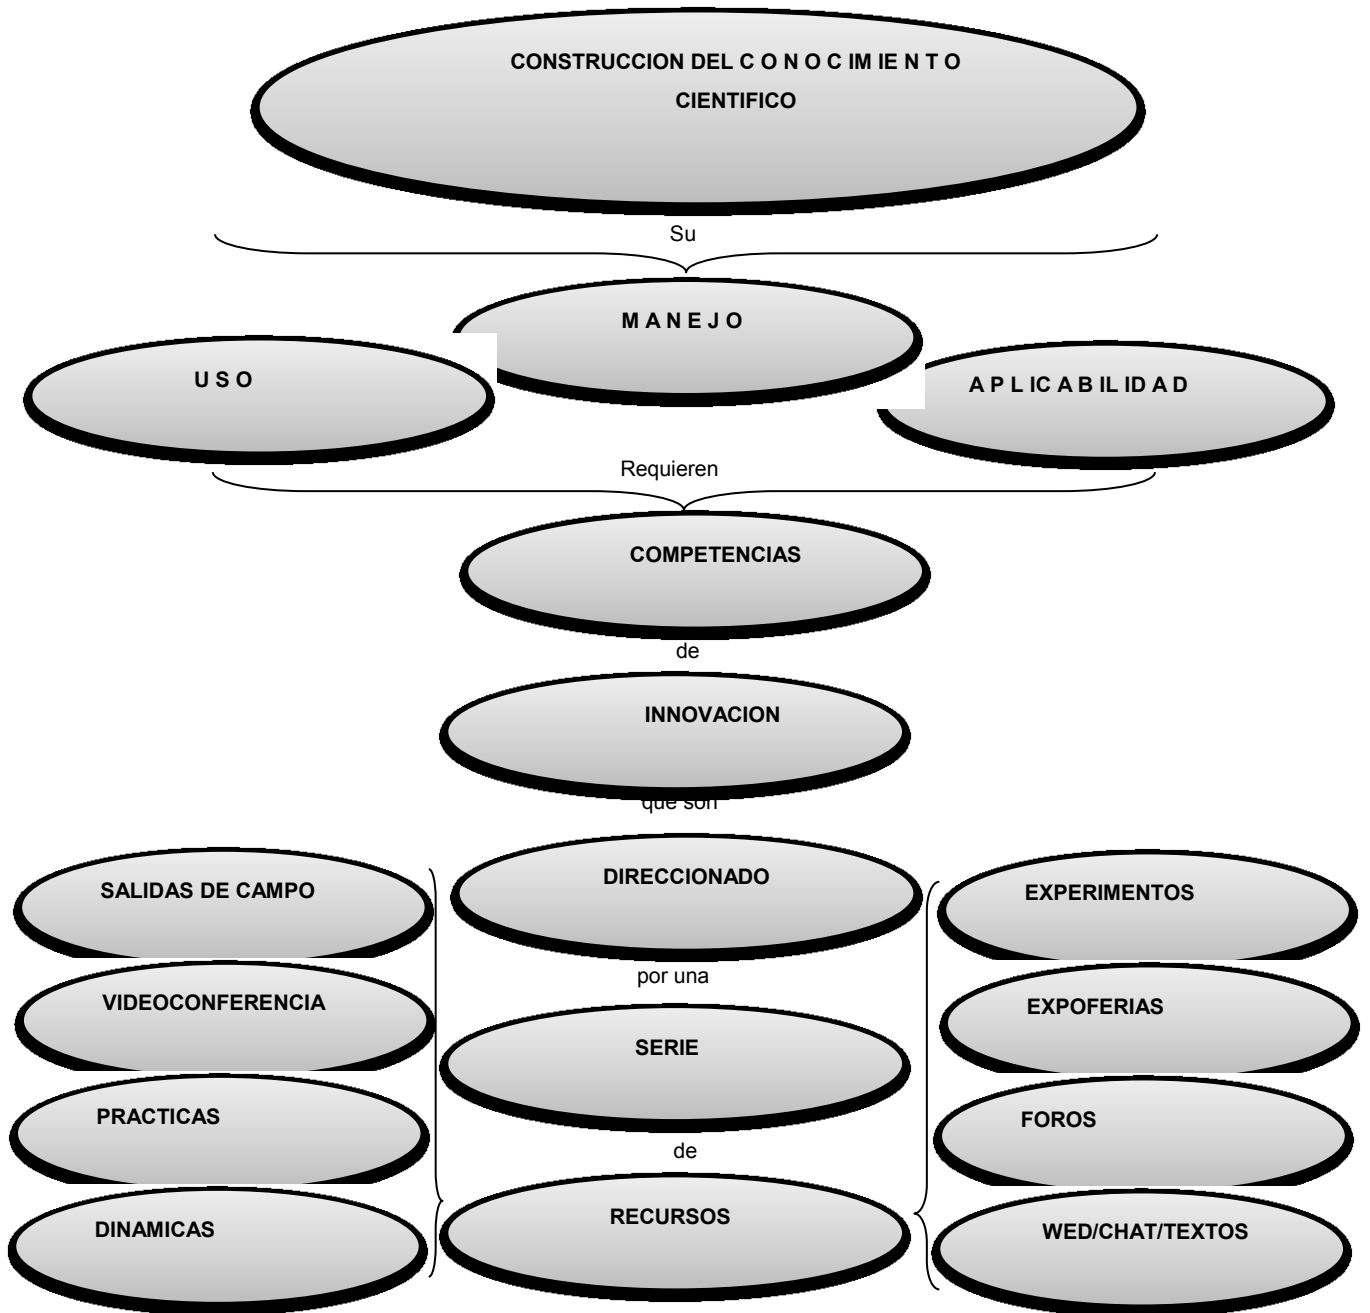 CONSTRUCCION DEL C O N O C IM IE N T O
CIENTIFICO
Su
M A N E J O
U S O
A P L IC A B IL ID A D
Requieren
COMPETENCIAS
de
INNOVACION
que son
DIRECCIONADO
SALIDAS DE CAMPO
EXPERIMENTOS
por una
VIDEOCONFERENCIA
EXPOFERIAS
SERIE
PRACTICAS
FOROS
de
RECURSOS
DINAMICAS
WED/CHAT/TEXTOS